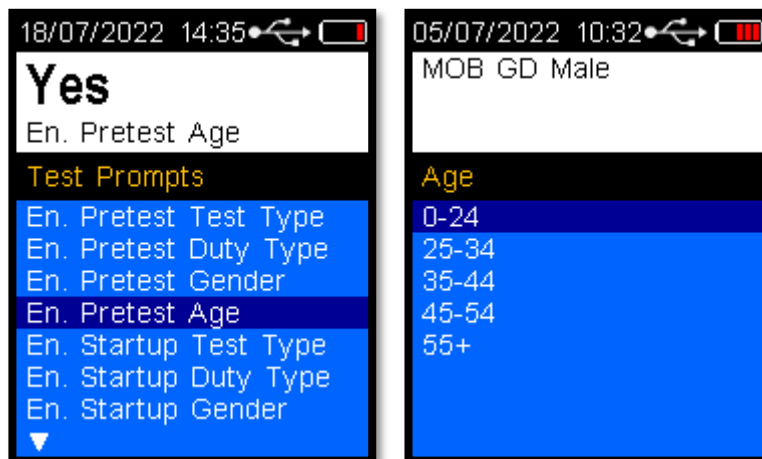 18/07/2022 14:35
Yes
En. Pretest Age
Test Prompts
En. Pretest Test Type
En. Pretest Duty Type
En. Pretest Gender
En. Pretest Age
En. Startup Test Type
En. Startup Duty Type
En. Startup Gender
05/07/2022 10:32
MOB GD Male
Age
0-24
25-34
35-44
45-54
55+